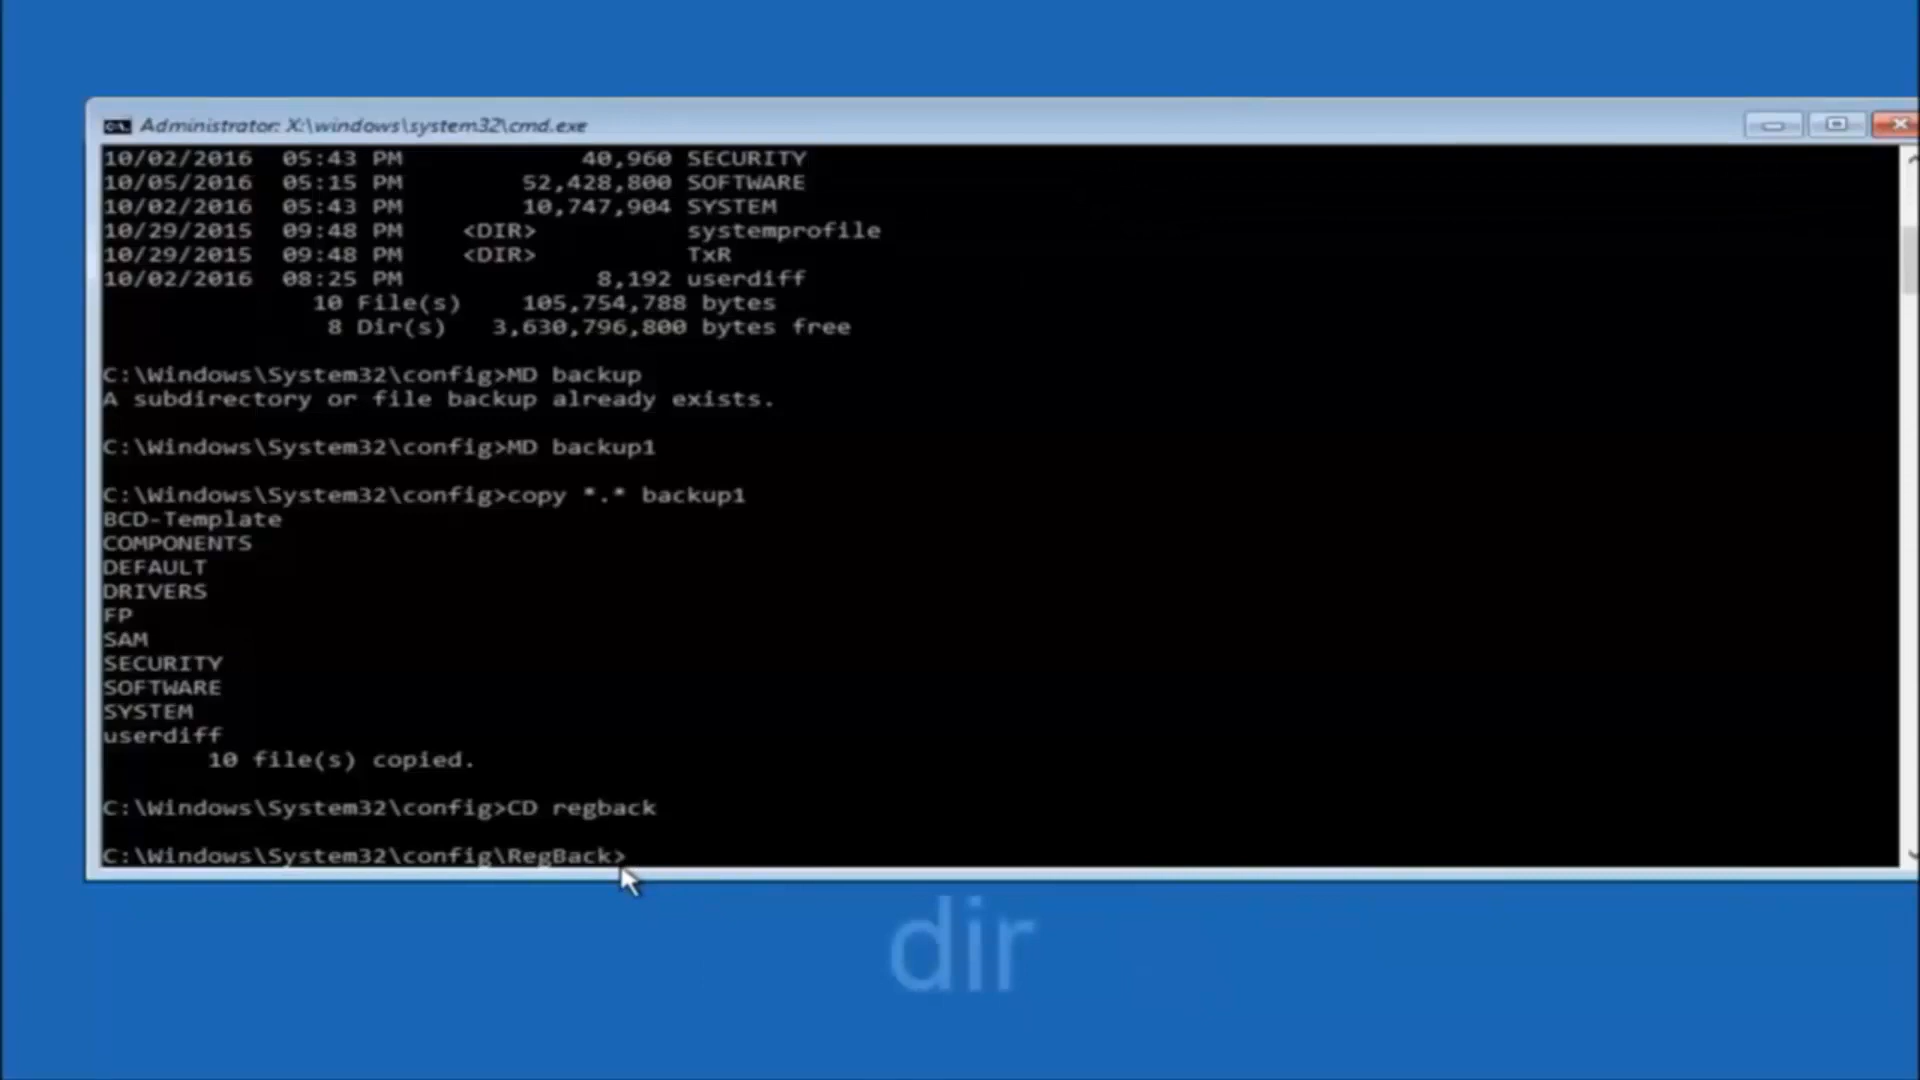 Administrator: X:\windows\system32\cmd.exe
10/02/2016  05:43 PM            40,960 SECURITY
10/05/2016  05:15 PM        52,428,800 SOFTWARE
10/02/2016  05:43 PM        10,747,904 SYSTEM
10/29/2015  09:48 PM    <DIR>          systemprofile
10/29/2015  09:48 PM    <DIR>          TxR
10/02/2016  08:25 PM             8,192 userdiff
10 File(s)    105,754,788 bytes
8 Dir(s)   3,630,796,800 bytes free
C:\Windows\System32\config>MD backup
A subdirectory or file backup already exists.
C:\Windows\System32\config>MD backup1
C:\Windows\System32\config>copy *.* backup1
BCD-Template
COMPONENTS
DEFAULT
DRIVERS
FP
SAM
SECURITY
SOFTWARE
SYSTEM
userdiff
10 file(s) copied.
C:\Windows\System32\config>CD regback
C:\Windows\System32\config\RegBack>
dir